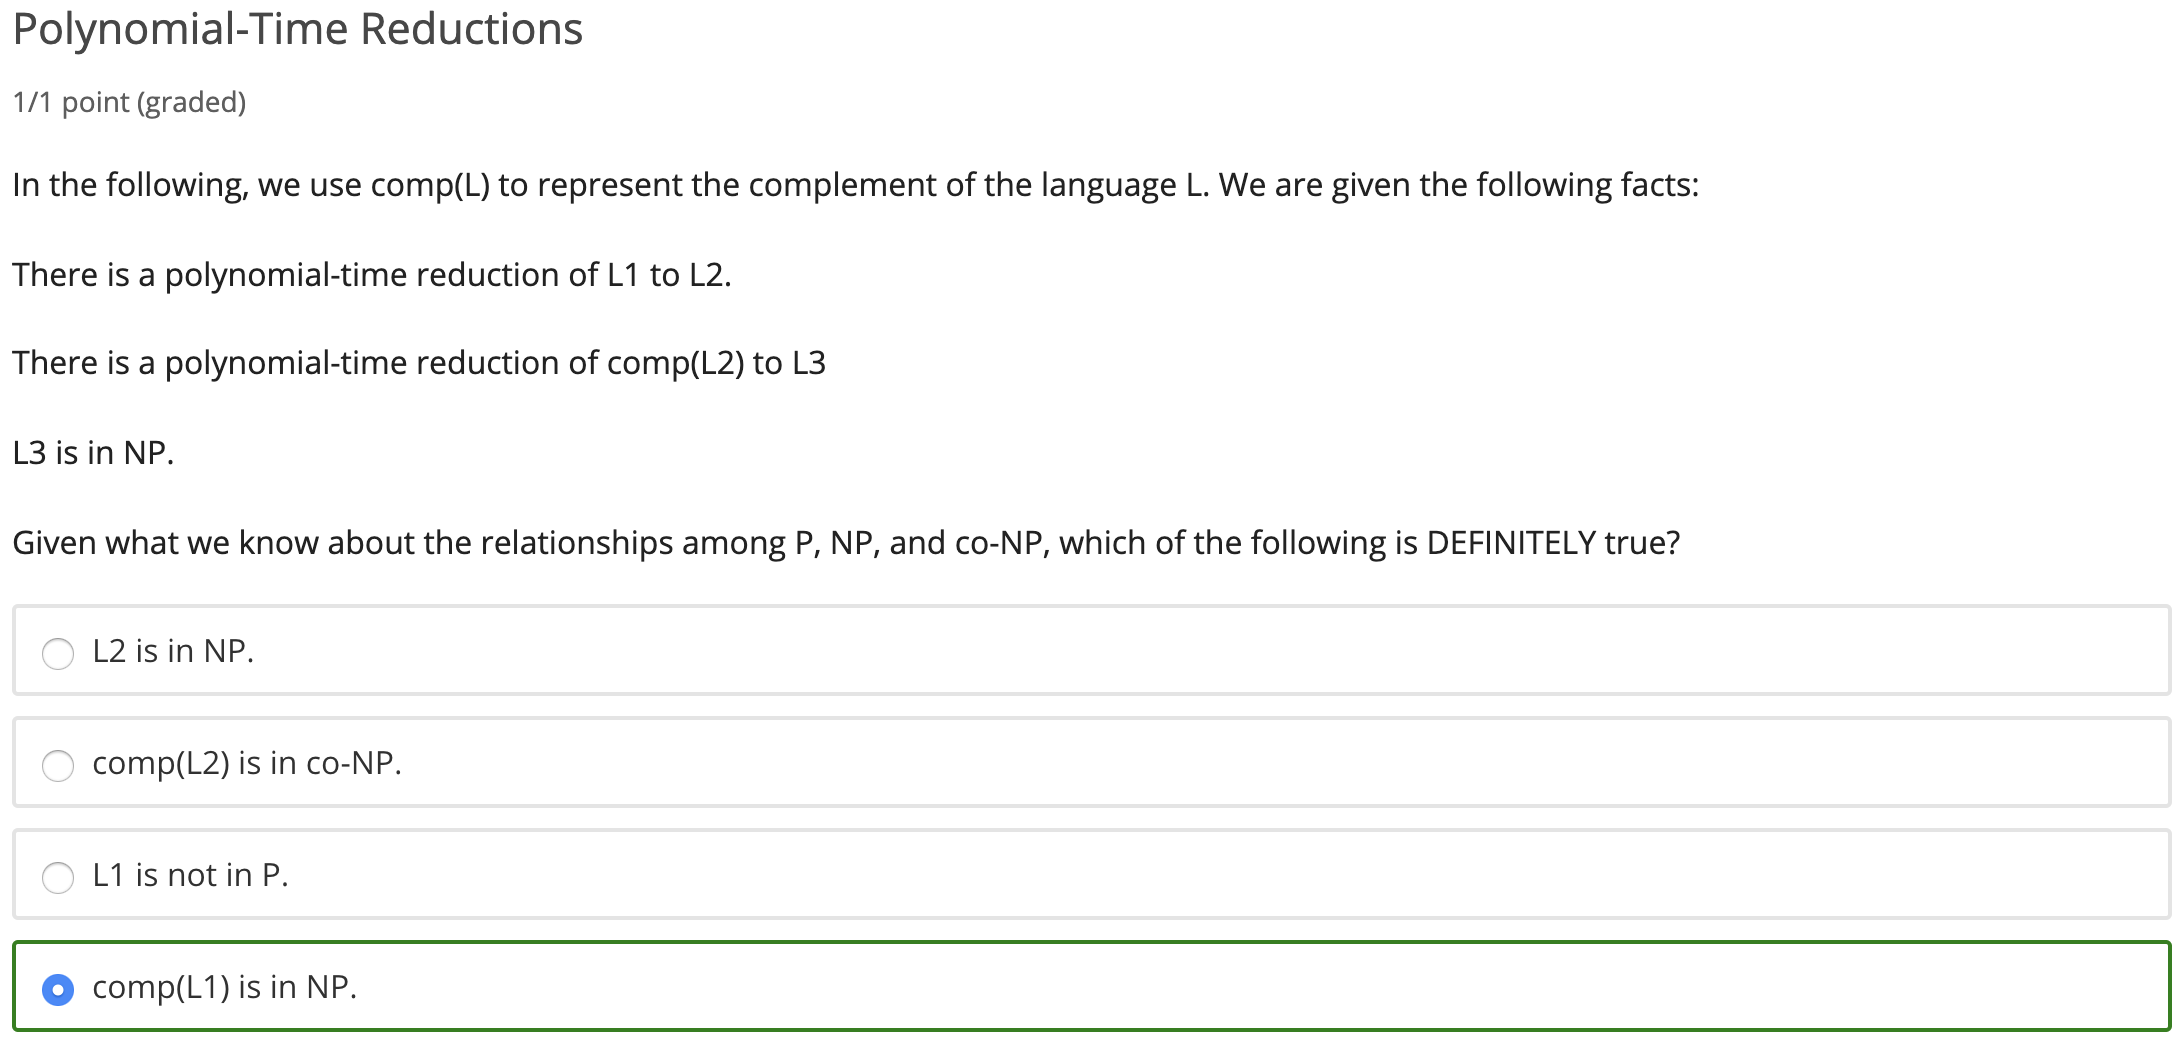 Polynomial-Time Reductions
1/1 point (graded)
In the following, we use comp(L) to represent the complement of the language L. We are given the following facts:
There is a polynomial-time reduction of L1 to L2.
There is a polynomial-time reduction of comp(L2) to L3
L3 is in NP.
Given what we know about the relationships among P, NP, and co-NP, which of the following is DEFINITELY true?
L2 is in NP.
comp(L2) is in co-NP.
L1 is not in P.
comp(L1) is in NP.